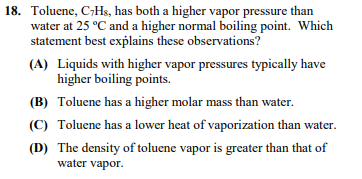 18. Toluene, C₇H₈, has both a higher vapor pressure than
water at 25 ºC and a higher normal boiling point. Which
statement best explains these observations?
(A) Liquids with higher vapor pressures typically have
higher boiling points.
(B) Toluene has a higher molar mass than water.
(C) Toluene has a lower heat of vaporization than water.
(D) The density of toluene vapor is greater than that of
water vapor.